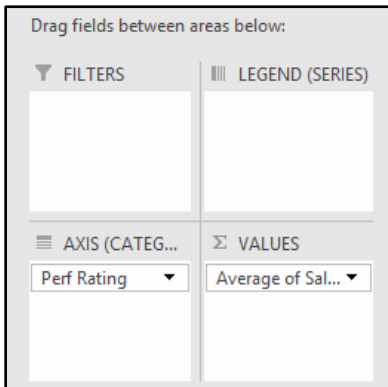 Drag fields between areas below:
FILTERS
LEGEND (SERIES)
AXIS (CATEG...
VALUES
Perf Rating
Average of Sal...